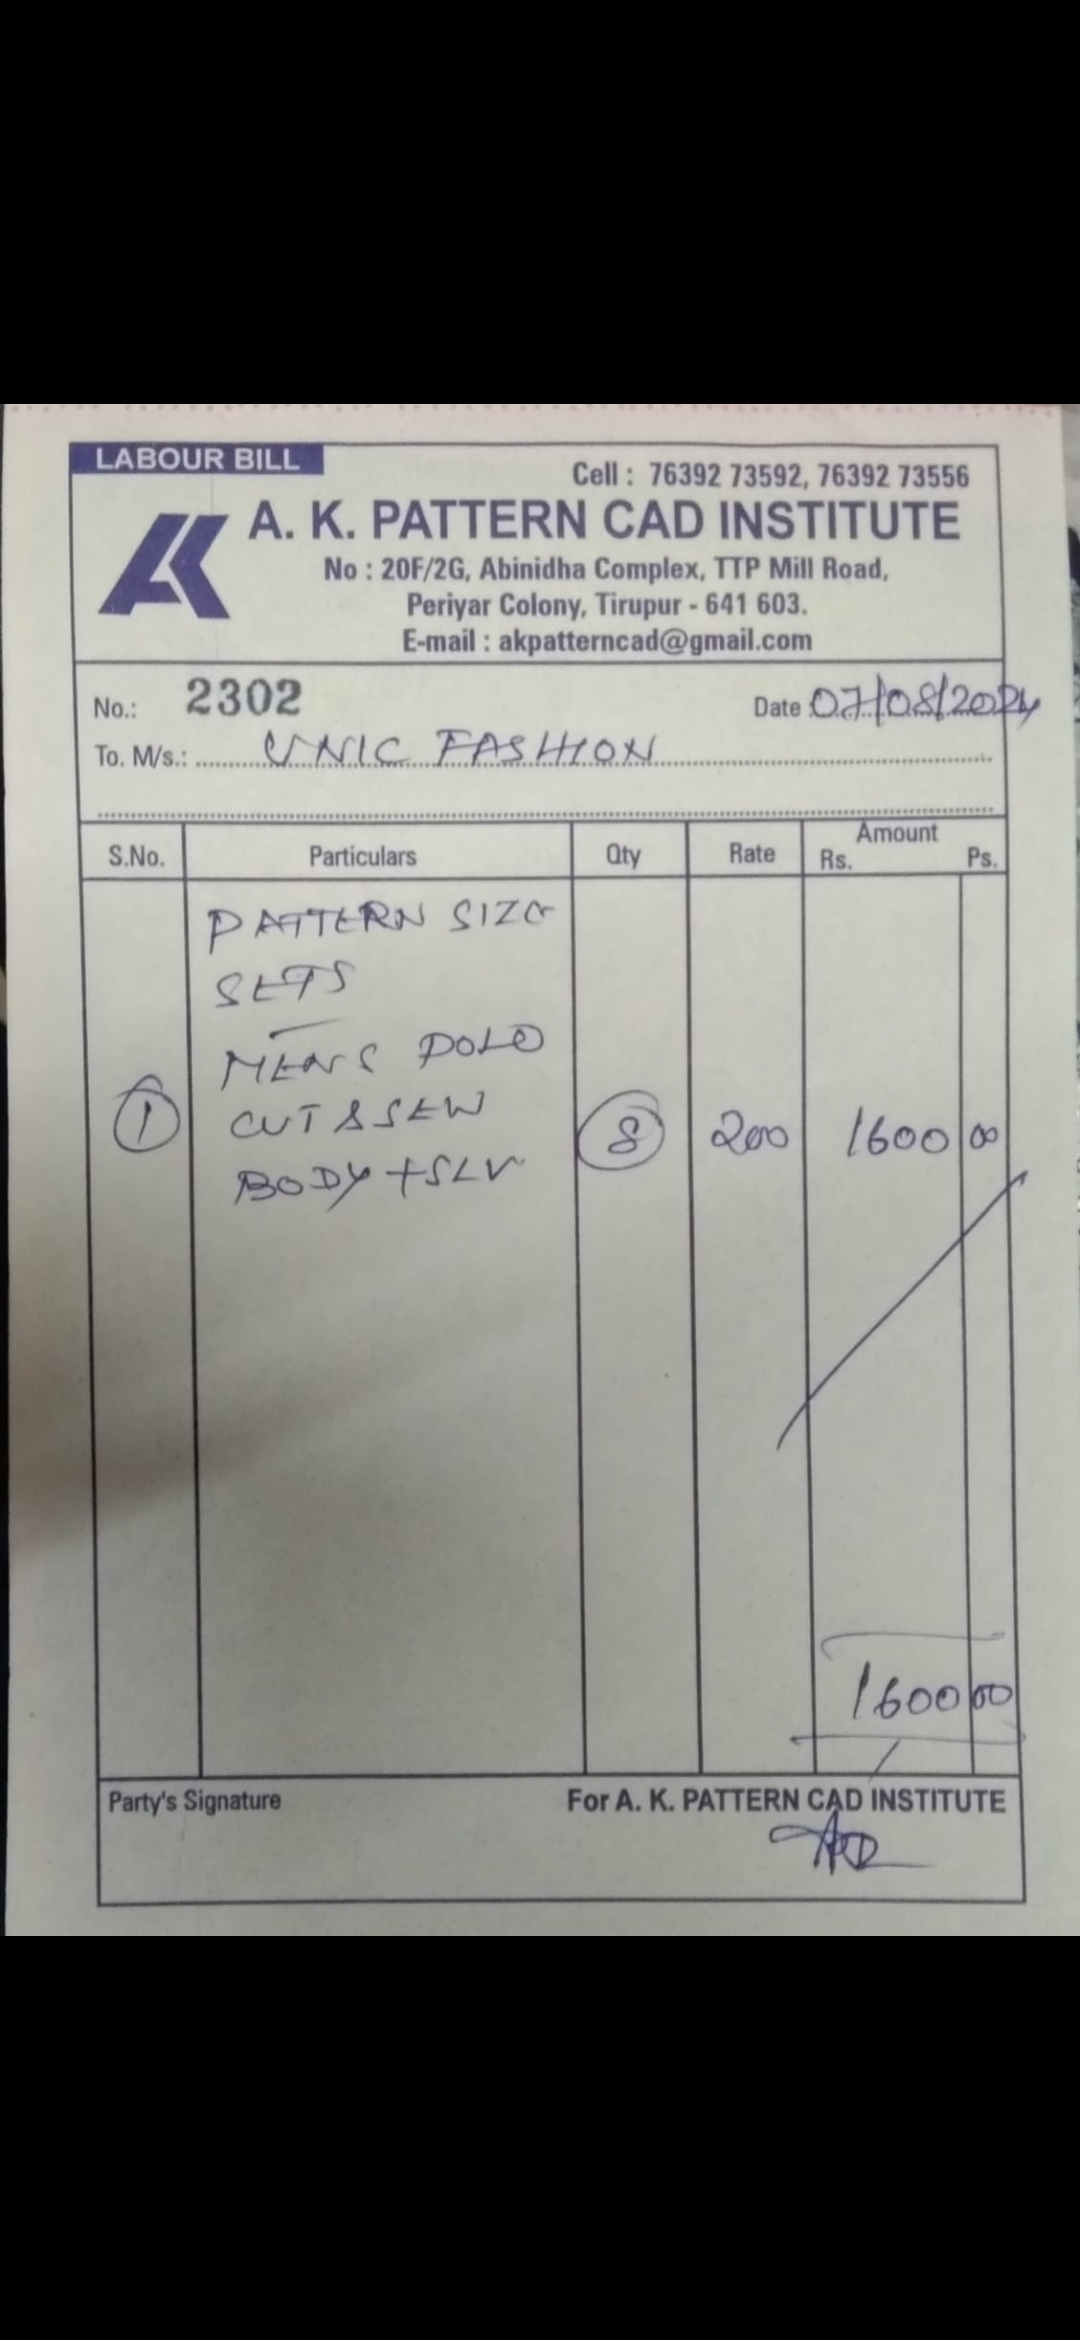 LABOUR BILL
Cell : 76392 73592, 76392 73556
AK
A. K. PATTERN CAD INSTITUTE
No : 20F/2G, Abinidha Complex, TTP Mill Road,
Periyar Colony, Tirupur - 641 603.
E-mail : akpatterncad@gmail.com
No.: 2302 Date 07/08/2024
To. M/s.: UNIC FASHION
S.No. Particulars Qty Rate Amount Rs. Ps.
PATTERN SIZE
SETS
MENS POLO
1 CUT & SEW 8 200 1600 00
BODY + SLV
1600 00
Party's Signature For A. K. PATTERN CAD INSTITUTE